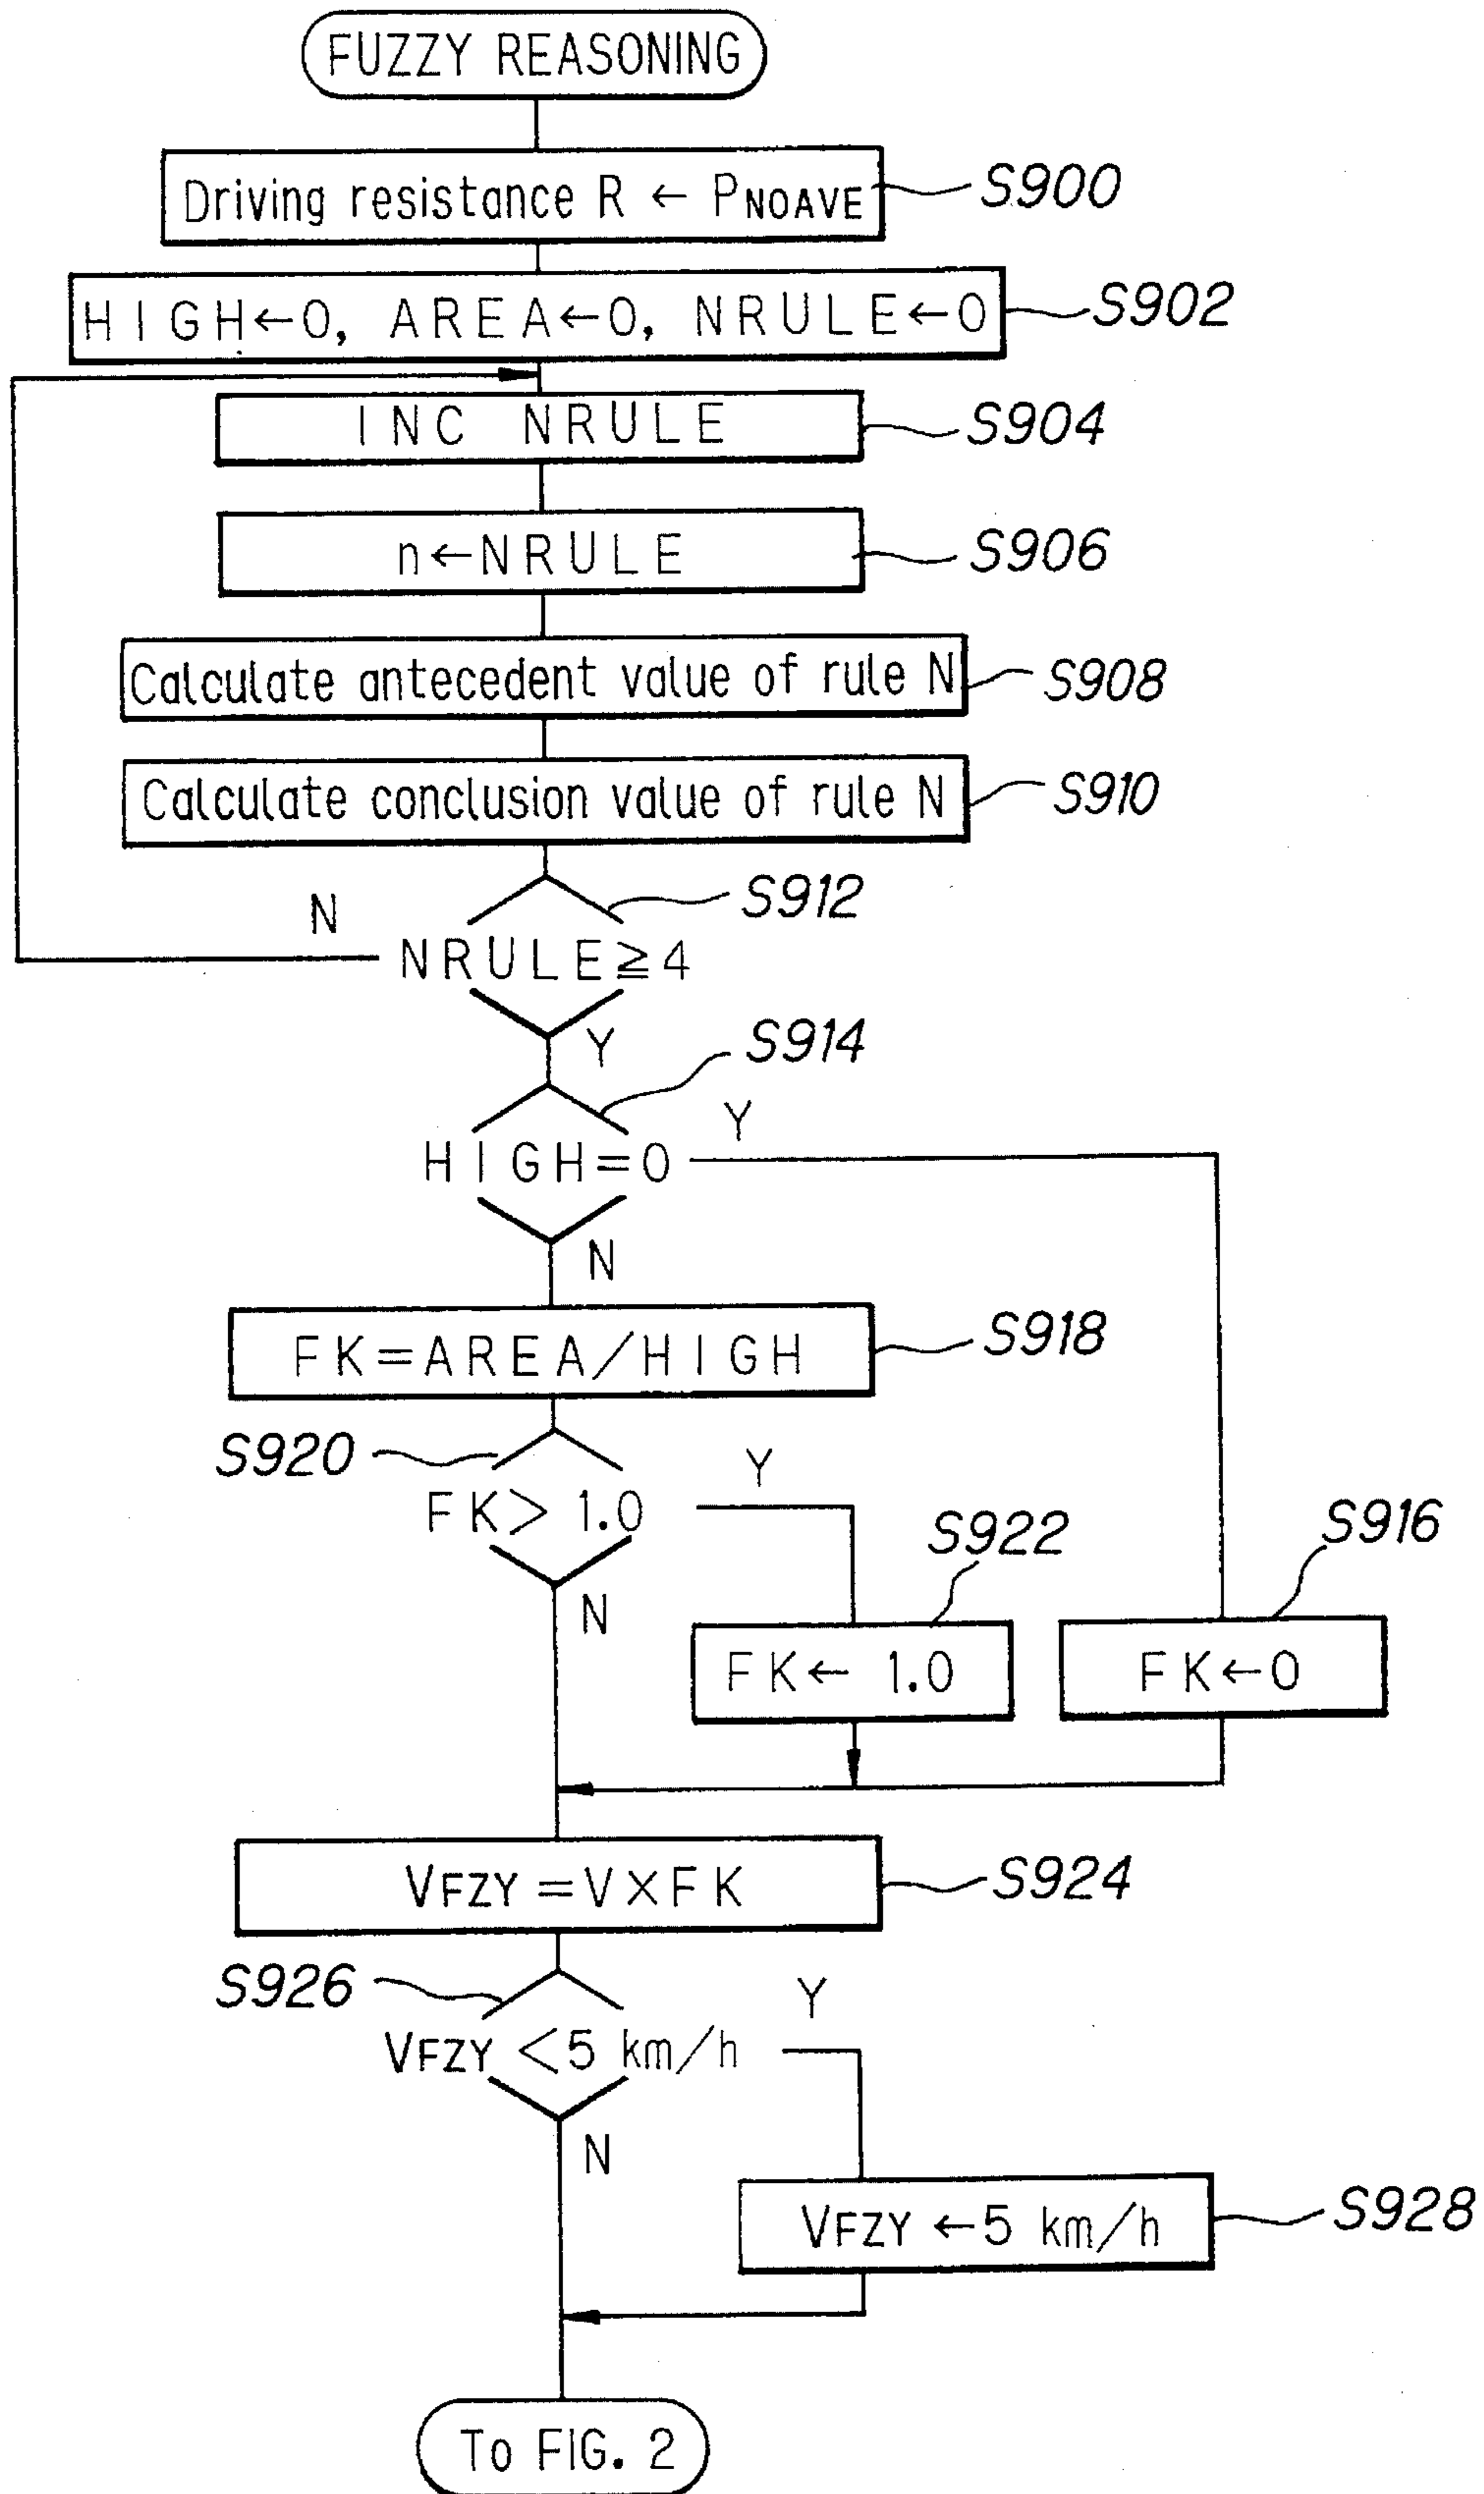 FUZZY REASONING
Driving resistance R ← PNOAVE
S900
HIGH←0, AREA←0, NRULE←0
S902
INC NRULE
S904
n←NRULE
S906
Calculate antecedent value of rule N
S908
Calculate conclusion value of rule N
S910
S912
N
NRULE≧4
Y
S914
Y
HIGH=0
N
FK=AREA/HIGH
S918
S920
Y
FK> 1.0
N
S922
S916
FK← 1.0
FK←0
VFZY=V×FK
S924
S926
Y
VFZY <5 km/h
N
VFZY ←5 km/h
S928
To FIG. 2